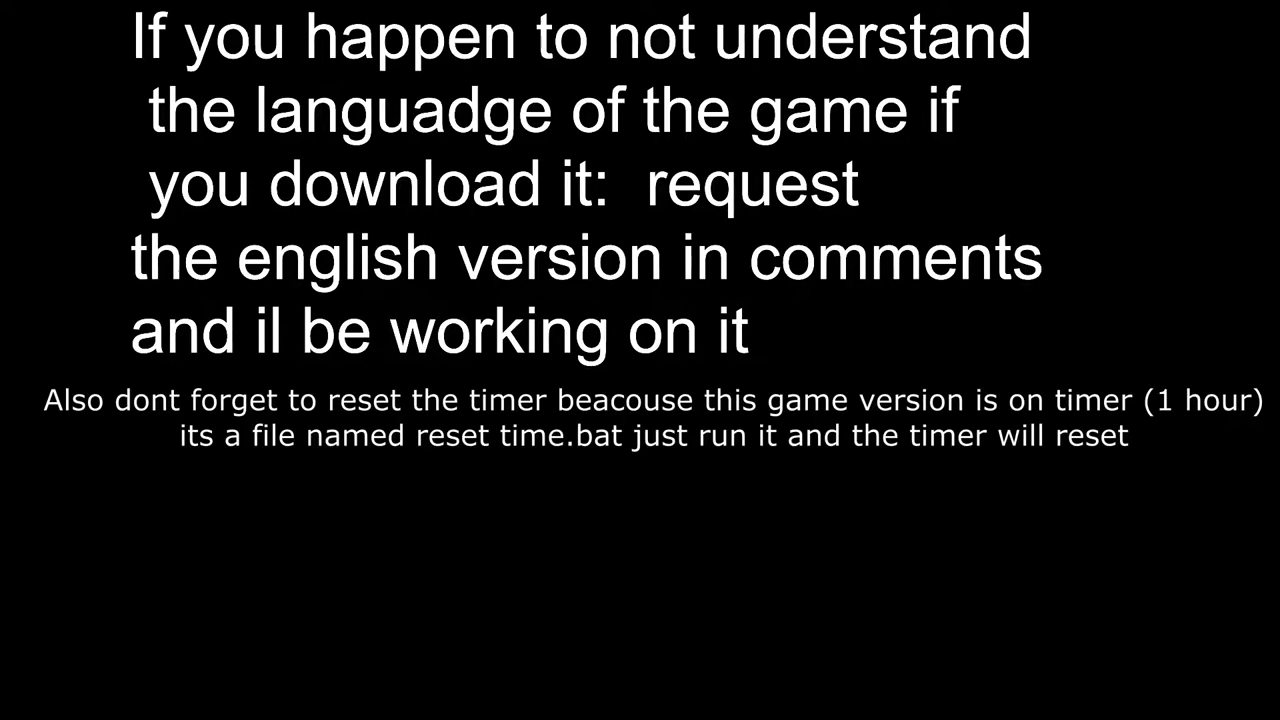 If you happen to not understand
the languadge of the game if
you download it: request
the english version in comments
and il be working on it
Also dont forget to reset the timer beacouse this game version is on timer (1 hour)
its a file named reset time.bat just run it and the timer will reset